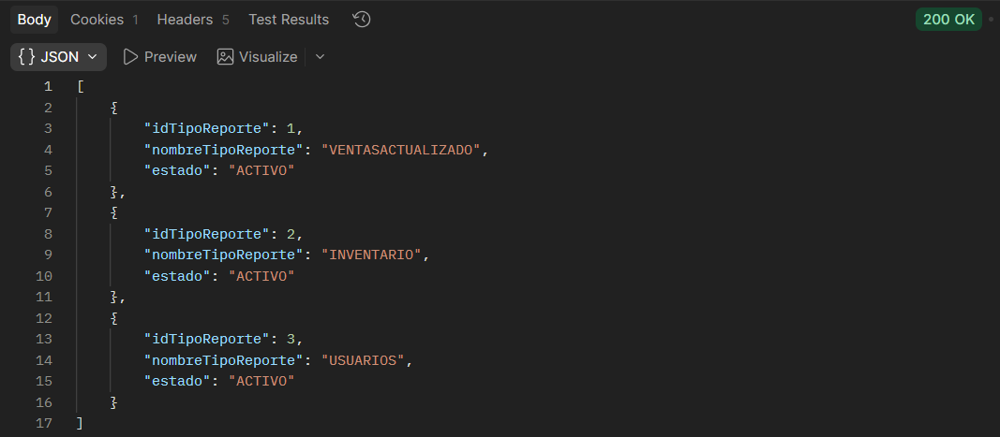 Body Cookies 1 Headers 5 Test Results 200 OK
{} JSON Preview Visualize
1 [
2 {
3 "idTipoReporte": 1,
4 "nombreTipoReporte": "VENTASACTUALIZADO",
5 "estado": "ACTIVO"
6 },
7 {
8 "idTipoReporte": 2,
9 "nombreTipoReporte": "INVENTARIO",
10 "estado": "ACTIVO"
11 },
12 {
13 "idTipoReporte": 3,
14 "nombreTipoReporte": "USUARIOS",
15 "estado": "ACTIVO"
16 }
17 ]